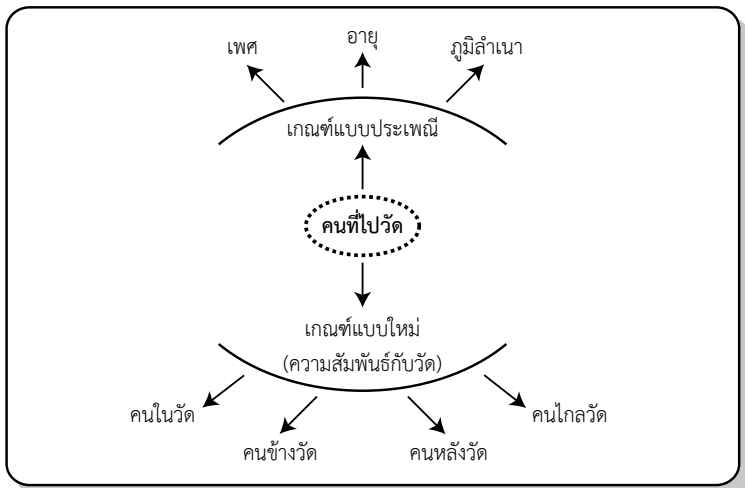 อายุ
เพศ
ภูมิลำเนา
เกณฑ์แบบประเพณี
คนที่ไปวัด
เกณฑ์แบบใหม่
(ความสัมพันธ์กับวัด)
คนในวัด
คนไกลวัด
คนข้างวัด
คนหลังวัด